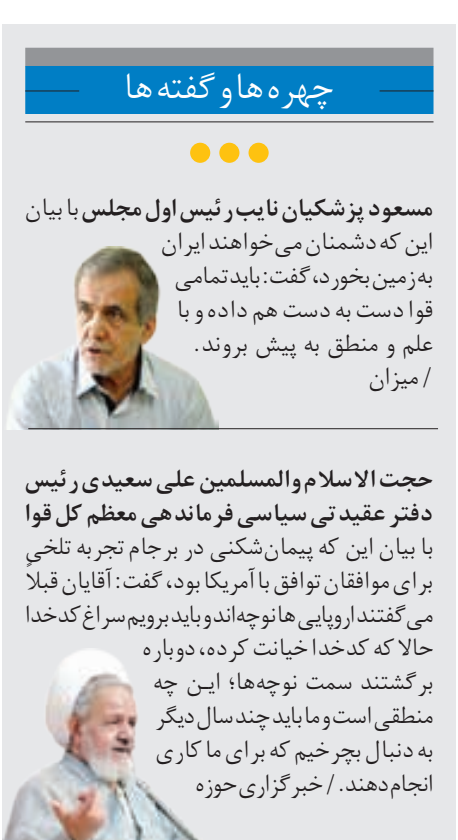 چهره‌ها و گفته‌ها
مسعود پزشکیان نایب رئیس اول مجلس با بیان
این که دشمنان می‌خواهند ایران
به زمین بخورد، گفت: باید تمامی
قوا دست به دست هم داده و با
علم و منطق به پیش بروند.
/ میزان
حجت الاسلام والمسلمین علی سعیدی رئیس
دفتر عقیدتی سیاسی فرماندهی معظم کل قوا
با بیان این که پیمان‌شکنی در برجام تجربه تلخی
برای موافقان توافق با آمریکا بود، گفت: آقایان قبلاً
می‌گفتند اروپایی‌ها نوچه‌اند و باید برویم سراغ کدخدا
حالا که کدخدا خیانت کرده، دوباره
برگشتند سمت نوچه‌ها؛ این چه
منطقی است و ما باید چند سال دیگر
به دنبال بچرخیم که برای ما کاری
انجام دهند. / خبرگزاری حوزه